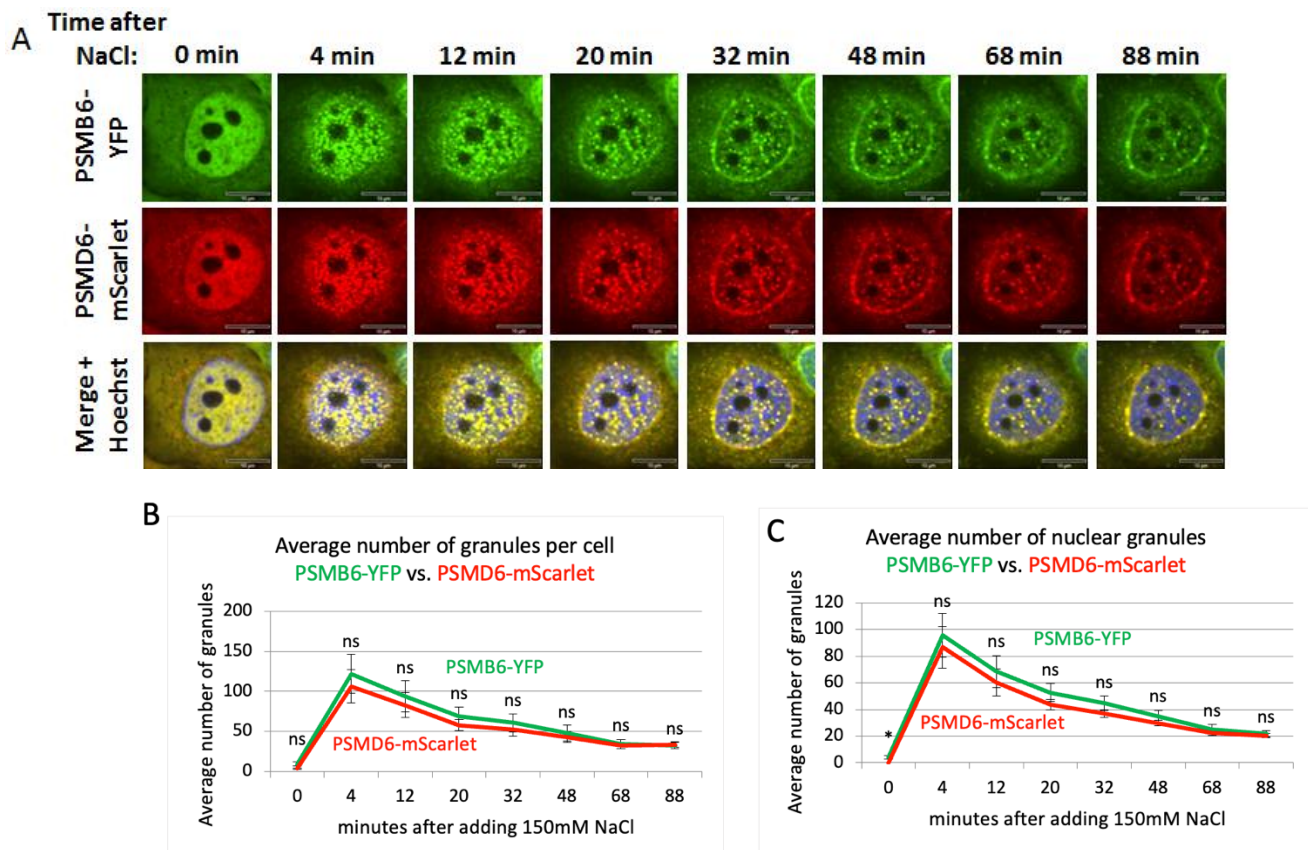 A
Time after
NaCl: 0 min 4 min 12 min 20 min 32 min 48 min 68 min 88 min
PSMB6-
YFP
PSMD6-
mScarlet
Merge +
Hoechst
B
Average number of granules per cell
PSMB6-YFP vs. PSMD6-mScarlet
Average number of granules
200
150
100
50
0
ns ns ns ns ns ns ns ns
PSMB6-YFP
PSMD6-mScarlet
0 4 12 20 32 48 68 88
minutes after adding 150mM NaCl
C
Average number of nuclear granules
PSMB6-YFP vs. PSMD6-mScarlet
Average number of granules
120
100
80
60
40
20
0
* ns ns ns ns ns ns ns
PSMB6-YFP
PSMD6-mScarlet
0 4 12 20 32 48 68 88
minutes after adding 150mM NaCl